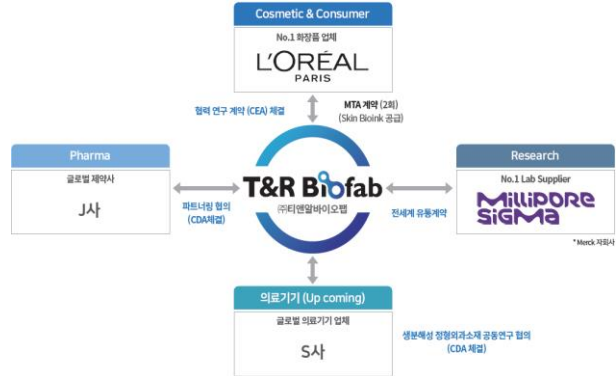 Cosmetic & Consumer
No.1 화장품 업체
L'ORÉAL
PARIS
협력 연구 계약 (CEA) 체결
MTA 계약 (2회)
(Skin Bioink 공급)
Pharma
글로벌 제약사
J사
파트너링 협의
(CDA체결)
T&R Biofab
㈜티앤알바이오팹
전세계 유통계약
Research
No.1 Lab Supplier
MILLIPORE
SIGMA
* Merck 자회사
의료기기 (Up coming)
글로벌 의료기기 업체
S사
생분해성 정형외과소재 공동연구 협의
(CDA 체결)